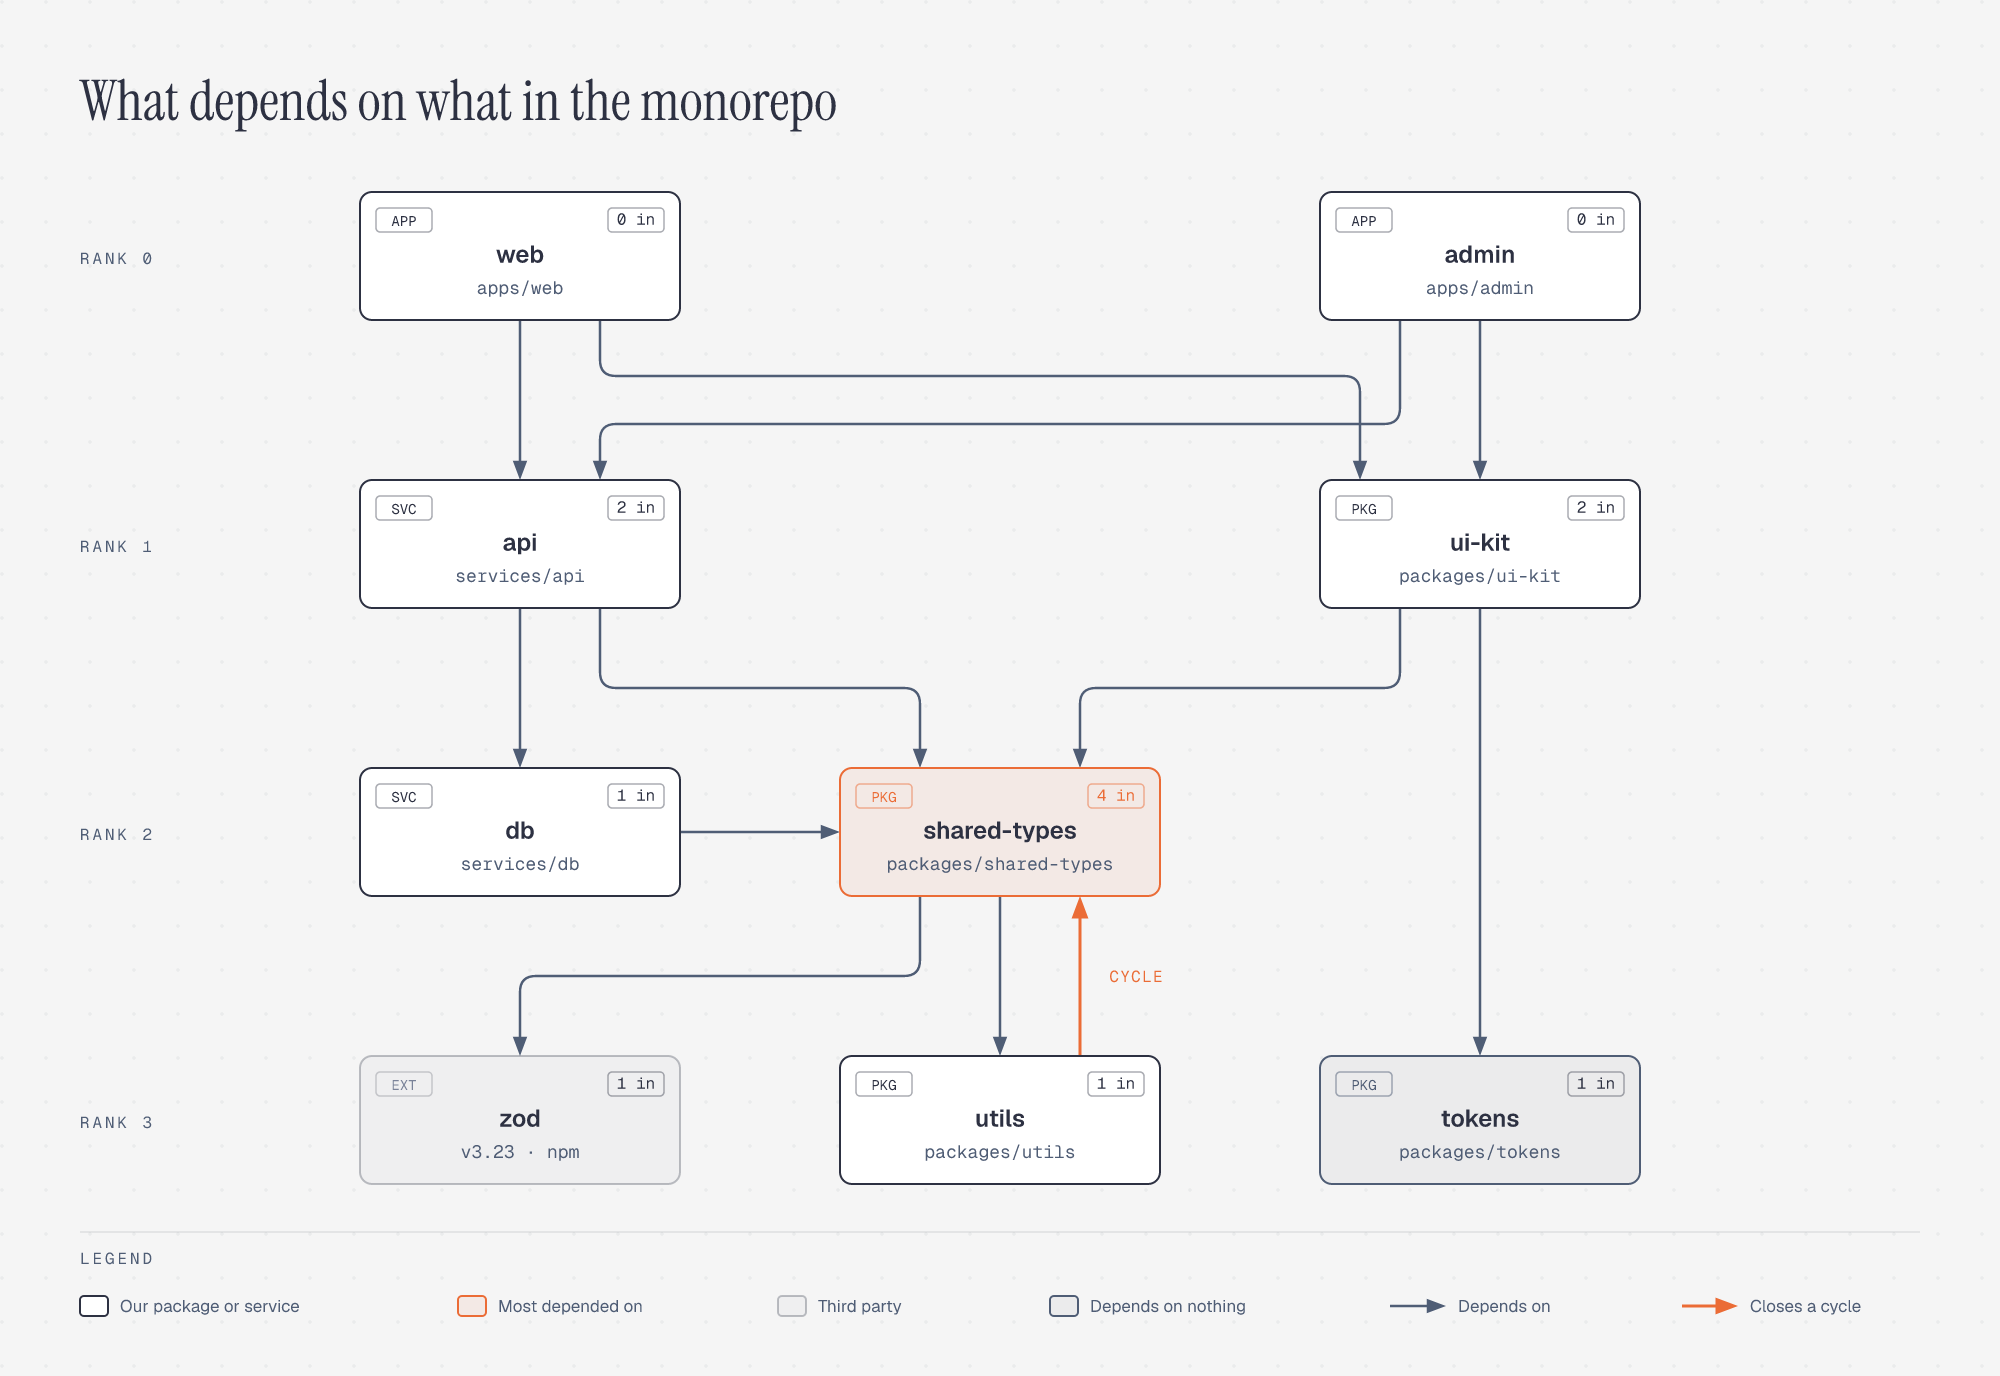 What depends on what in the monorepo
RANK 0
APP
0 in
web
apps/web
APP
0 in
admin
apps/admin
RANK 1
SVC
2 in
api
services/api
PKG
2 in
ui-kit
packages/ui-kit
RANK 2
SVC
1 in
db
services/db
PKG
4 in
shared-types
packages/shared-types
CYCLE
RANK 3
EXT
1 in
zod
v3.23 · npm
PKG
1 in
utils
packages/utils
PKG
1 in
tokens
packages/tokens
LEGEND
Our package or service
Most depended on
Third party
Depends on nothing
Depends on
Closes a cycle